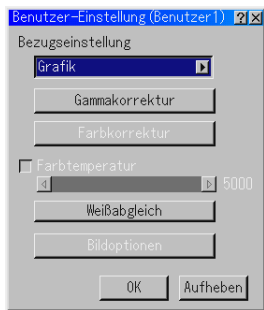 Benutzer-Einstellung(Benutzer1)
Bezugseinstellung
Grafik
Gammakorrektur
Farbkorrektur
Farbtemperatur
5000
Weißabgleich
Bildoptionen
OK Aufheben